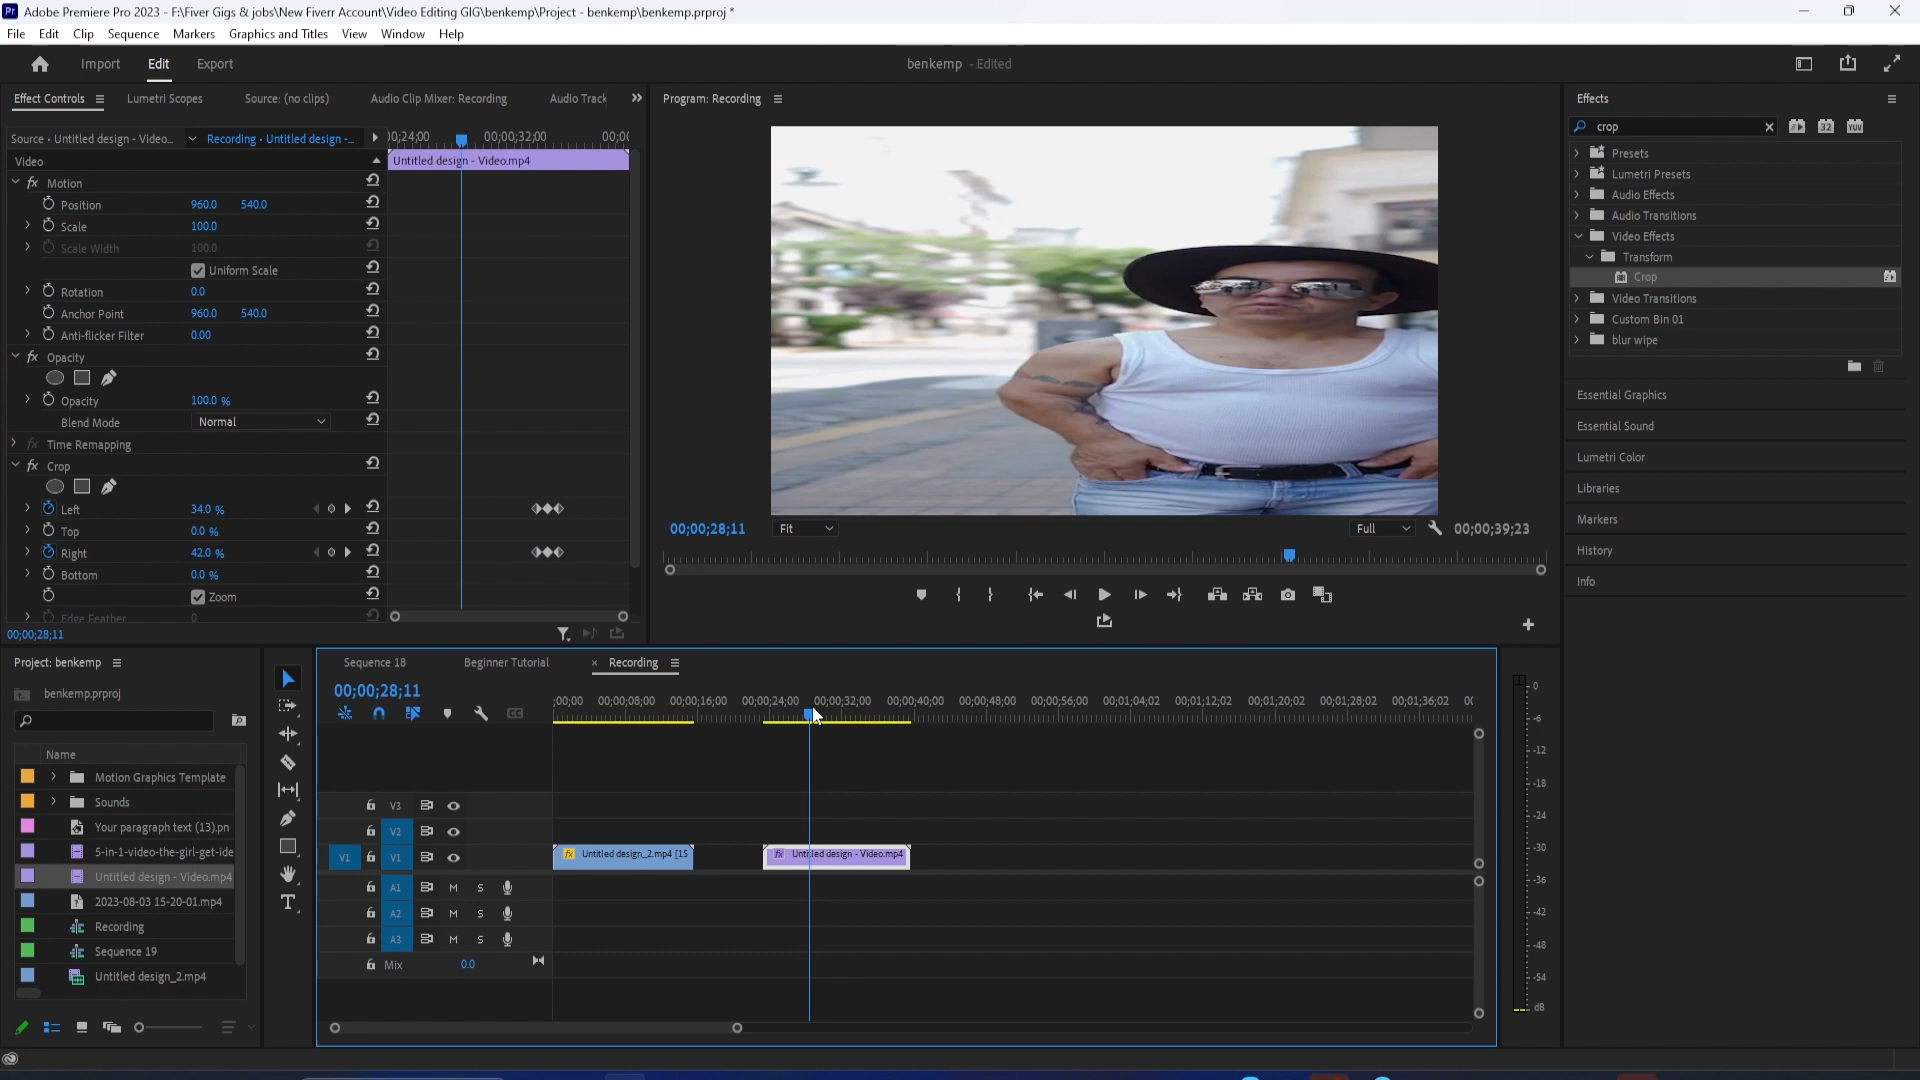 Adobe Premiere Pro 2023 - F:\Fiver Gigs & jobs\New Fiverr Account\Video Editing GIG\benkemp\Project - benkemp\benkemp.prproj *
File Edit Clip Sequence Markers Graphics and Titles View Window Help
Import Edit Export
benkemp - Edited
Effect Controls
Lumetri Scopes
Source: (no clips)
Audio Clip Mixer: Recording
Audio Track
Program: Recording
Effects
Source • Untitled design - Video...
Recording • Untitled design -...
00;32;00
Untitled design - Video.mp4
Video
fx Motion
Position 960.0 540.0
Scale 100.0
Scale Width 100.0
Uniform Scale
Rotation 0.0
Anchor Point 960.0 540.0
Anti-flicker Filter 0.00
fx Opacity
Opacity 100.0 %
Blend Mode Normal
fx Time Remapping
fx Crop
Left 34.0 %
Top 0.0 %
Right 42.0 %
Bottom 0.0 %
Zoom
Edge Feather 0
00;00;28;11
00;00;28;11 Fit Full 00;00;39;23
crop
32
YUV
Presets
Lumetri Presets
Audio Effects
Audio Transitions
Video Effects
Transform
Crop
Video Transitions
Custom Bin 01
blur wipe
Essential Graphics
Essential Sound
Lumetri Color
Libraries
Markers
History
Info
Project: benkemp
benkemp.prproj
Name
Motion Graphics Template
Sounds
Your paragraph text (13).pn
5-in-1-video-the-girl-get-ide
Untitled design - Video.mp4
2023-08-03 15-20-01.mp4
Recording
Sequence 19
Untitled design_2.mp4
Sequence 18
Beginner Tutorial
× Recording
00;00;28;11
;00;00 00;00;08;00 00;00;16;00 00;00;24;00 00;00;32;00 00;00;40;00 00;00;48;00 00;00;56;00 00;01;04;02 00;01;12;02 00;01;20;02 00;01;28;02 00;01;36;02
V3
V2
V1 V1
fx Untitled design_2.mp4 [15
fx Untitled design - Video.mp4
A1 M S
A2 M S
A3 M S
Mix 0.0
0
-6
-12
-18
-24
-30
-36
-42
-48
-54
dB